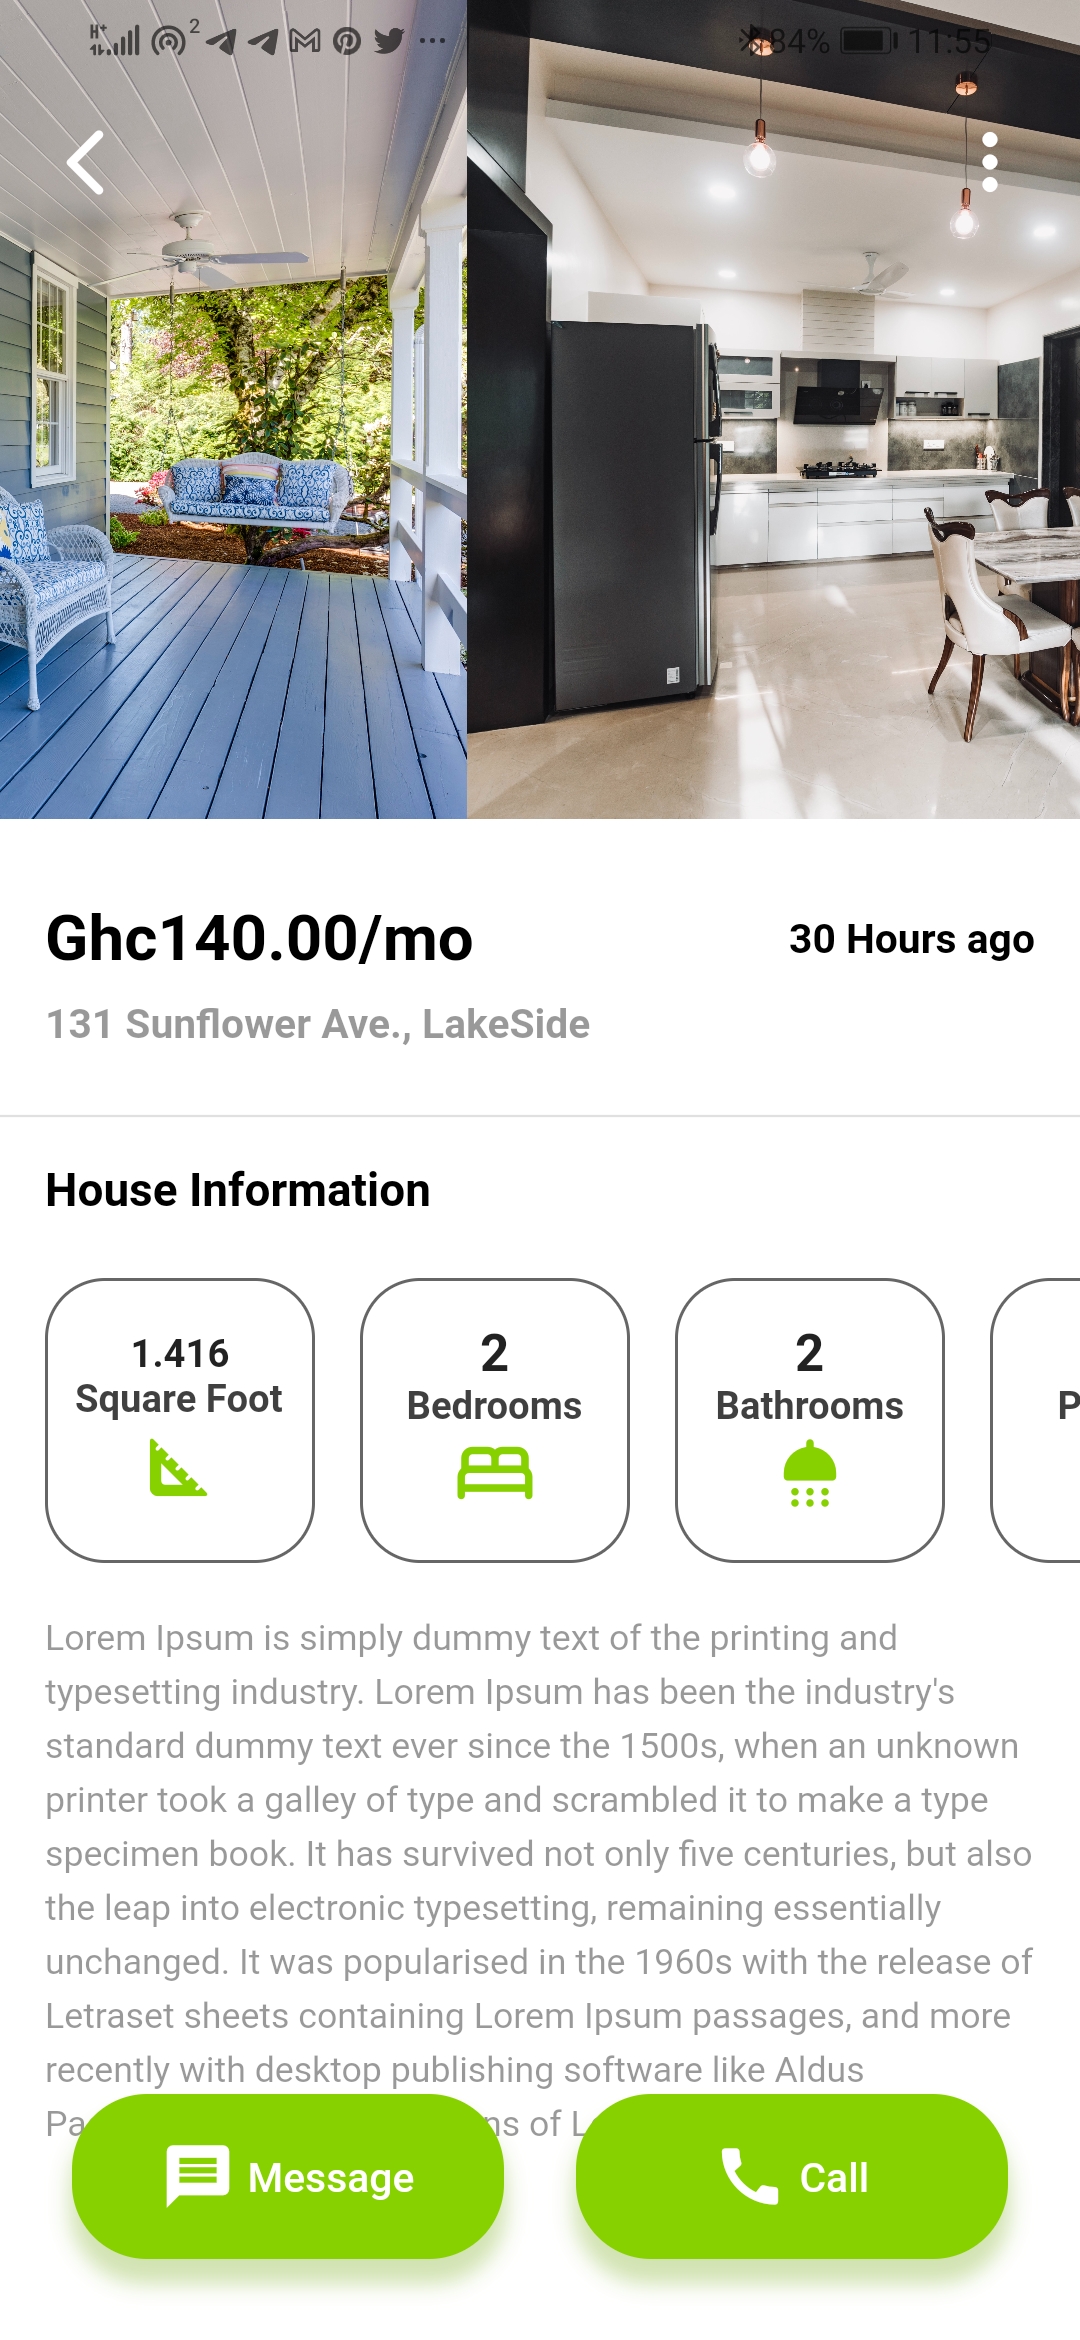 H+ 2 84% 11:55
Ghc140.00/mo
30 Hours ago
131 Sunflower Ave., LakeSide
House Information
1.416
Square Foot
2
Bedrooms
2
Bathrooms
P
Lorem Ipsum is simply dummy text of the printing and
typesetting industry. Lorem Ipsum has been the industry's
standard dummy text ever since the 1500s, when an unknown
printer took a galley of type and scrambled it to make a type
specimen book. It has survived not only five centuries, but also
the leap into electronic typesetting, remaining essentially
unchanged. It was popularised in the 1960s with the release of
Letraset sheets containing Lorem Ipsum passages, and more
recently with desktop publishing software like Aldus
of
Message
Call